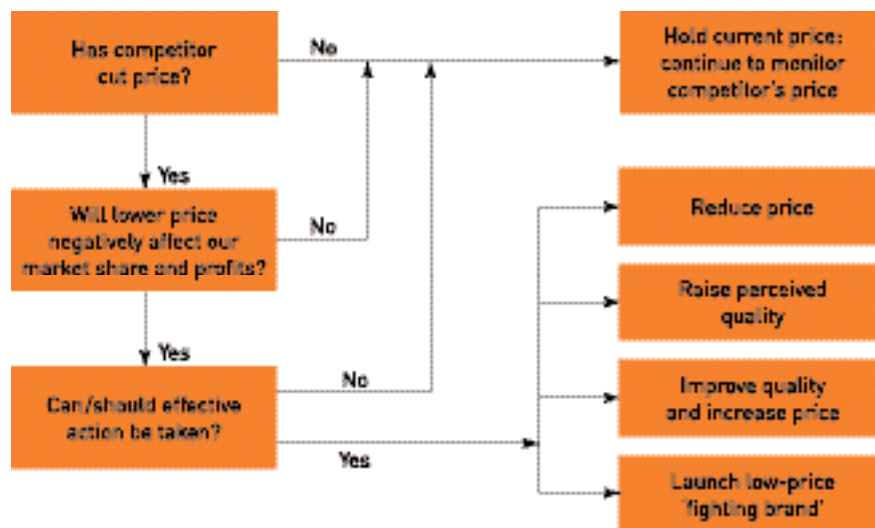 Has competitor
cut price?
No
Hold current price:
continue to monitor
competitor's price
Yes
Will lower price
negatively affect our
market share and profits?
No
Reduce price
Raise perceived
quality
Yes
Can/should effective
action be taken?
No
Yes
Improve quality
and increase price
Launch low-price
'fighting brand'